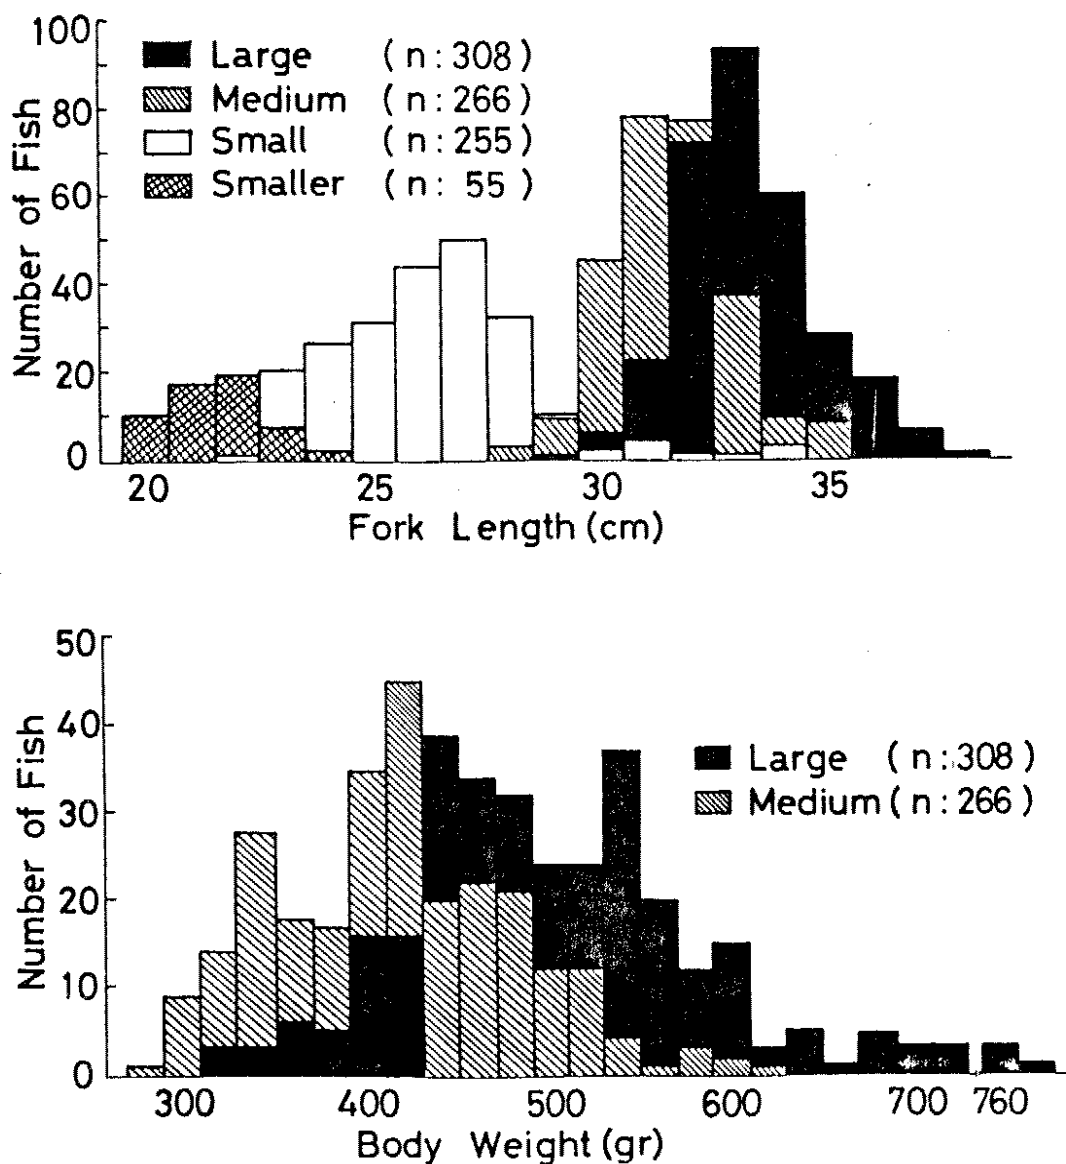 100
80
60
40
20
0
Number of Fish
Large ( n : 308 )
Medium ( n : 266 )
Small ( n : 255 )
Smaller ( n : 55 )
20 25 30 35
Fork Length (cm)
50
40
30
20
10
0
Number of Fish
Large ( n : 308 )
Medium ( n : 266 )
300 400 500 600 700 760
Body Weight (gr)